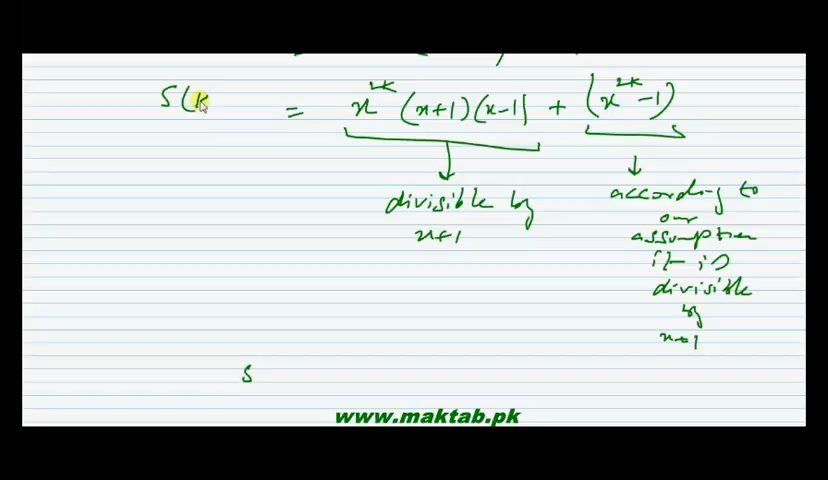 S(k = x^2k (x+1)(x-1) + (x^2k -1)
divisible by
x+1
according to
our
assumption
it is
divisible
by
x+1
S
www.maktab.pk